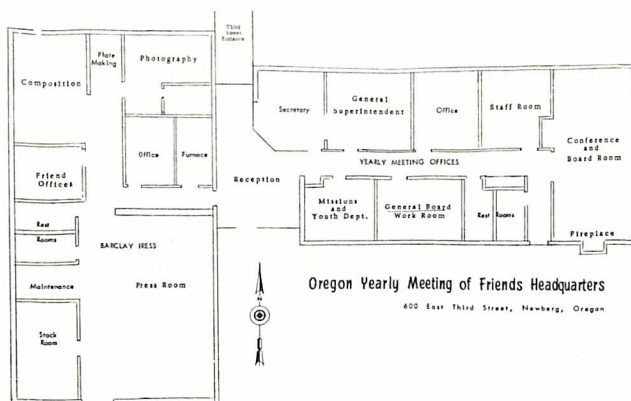 Third
Street
Entrance
Plate
Making
Photography
Composition
Secretary
General
Superintendent
Office
Staff Room
Conference
and
Board Room
Office
Furnace
YEARLY MEETING OFFICES
Friend
Offices
Reception
Missions
and
Youth Dept.
General Board
Work Room
Rest Rooms
Rest
Rooms
Fireplace
BARCLAY PRESS
Maintenance
Press Room
Stock
Room
Oregon Yearly Meeting of Friends Headquarters
600 East Third Street, Newberg, Oregon